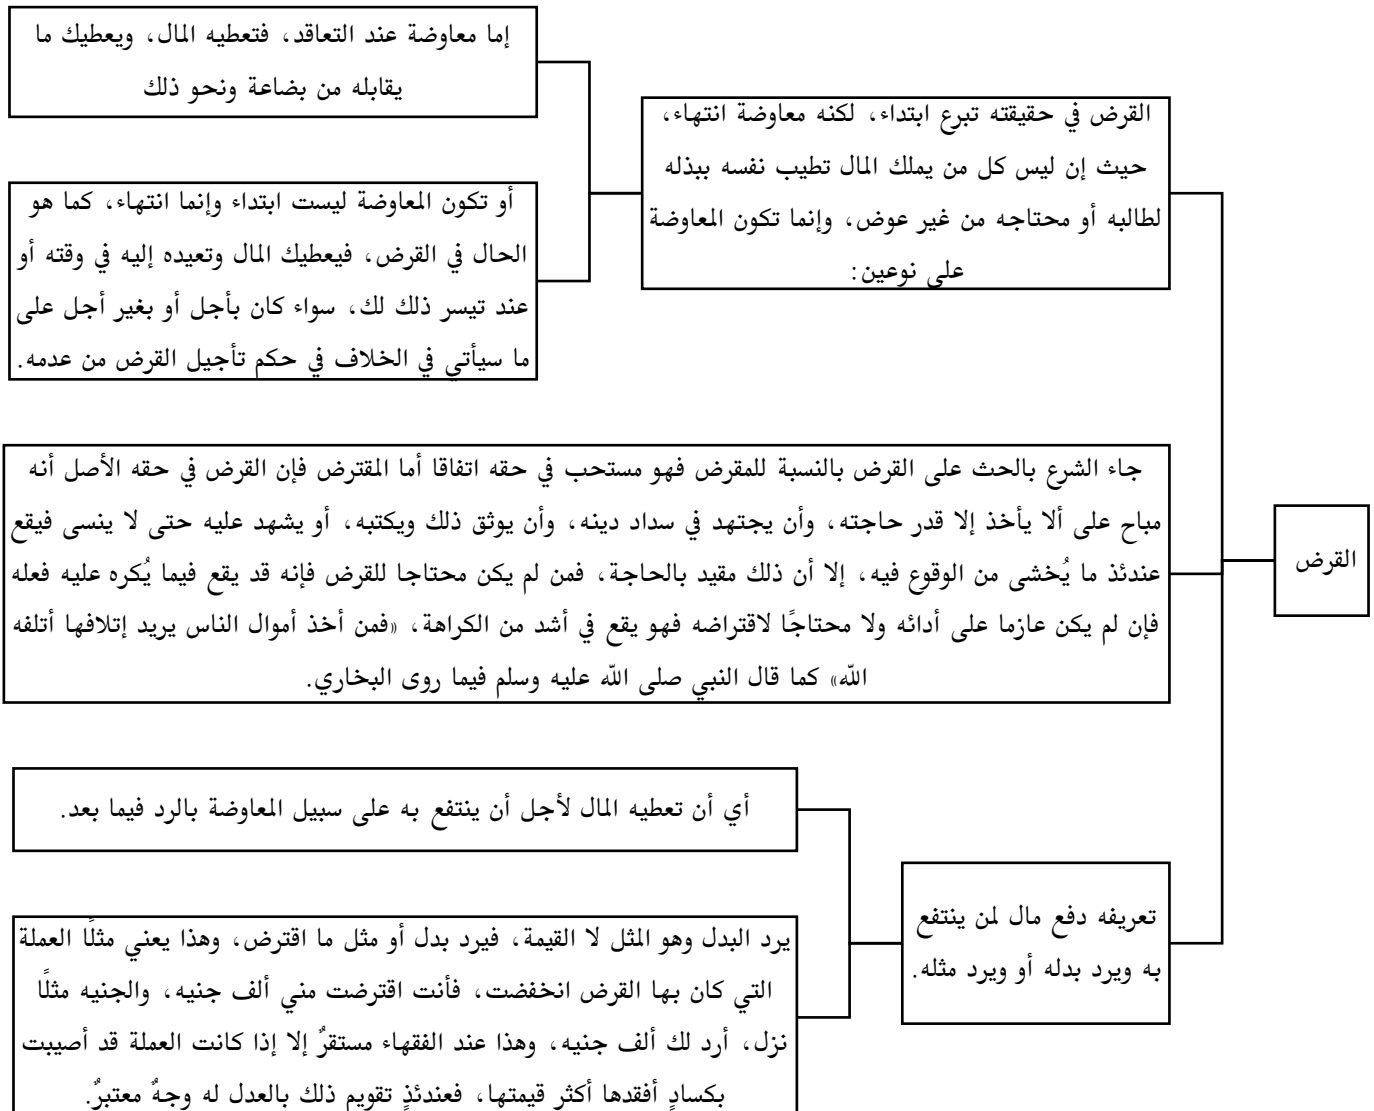 القرض
القرض في حقيقته تبرع ابتداء، لكنه معاوضة انتهاء،
حيث إن ليس كل من يملك المال تطيب نفسه ببذله
لطالبه أو محتاجه من غير عوض، وإنما تكون المعاوضة
على نوعين:
إما معاوضة عند التعاقد، فتعطيه المال، ويعطيك ما
يقابله من بضاعة ونحو ذلك
أو تكون المعاوضة ليست ابتداء وإنما انتهاء، كما هو
الحال في القرض، فيعطيك المال وتعيده إليه في وقته أو
عند تيسر ذلك لك، سواء كان بأجل أو بغير أجل على
ما سيأتي في الخلاف في حكم تأجيل القرض من عدمه.
جاء الشرع بالحث على القرض بالنسبة للمقرض فهو مستحب في حقه اتفاقا أما المقترض فإن القرض في حقه الأصل أنه
مباح على ألا يأخذ إلا قدر حاجته، وأن يجتهد في سداد دينه، وأن يوثق ذلك ويكتبه، أو يشهد عليه حتى لا ينسى فيقع
عندئذ ما يُخشى من الوقوع فيه، إلا أن ذلك مقيد بالحاجة، فمن لم يكن محتاجا للقرض فإنه قد يقع فيما يُكره عليه فعله
فإن لم يكن عازما على أدائه ولا محتاجًا لاقتراضه فهو يقع في أشد من الكراهة، «فمن أخذ أموال الناس يريد إتلافها أتلفه
الله» كما قال النبي صلى الله عليه وسلم فيما روى البخاري.
تعريفه دفع مال لمن ينتفع
به ويرد بدله أو ويرد مثله.
أي أن تعطيه المال لأجل أن ينتفع به على سبيل المعاوضة بالرد فيما بعد.
يرد البدل وهو المثل لا القيمة، فيرد بدل أو مثل ما اقترض، وهذا يعني مثلًا العملة
التي كان بها القرض انخفضت، فأنت اقترضت مني ألف جنيه، والجنيه مثلًا
نزل، أرد لك ألف جنيه، وهذا عند الفقهاء مستقرٌ إلا إذا كانت العملة قد أصيبت
بكسادٍ أفقدها أكثر قيمتها، فعندئذٍ تقويم ذلك بالعدل له وجهٌ معتبرٌ.